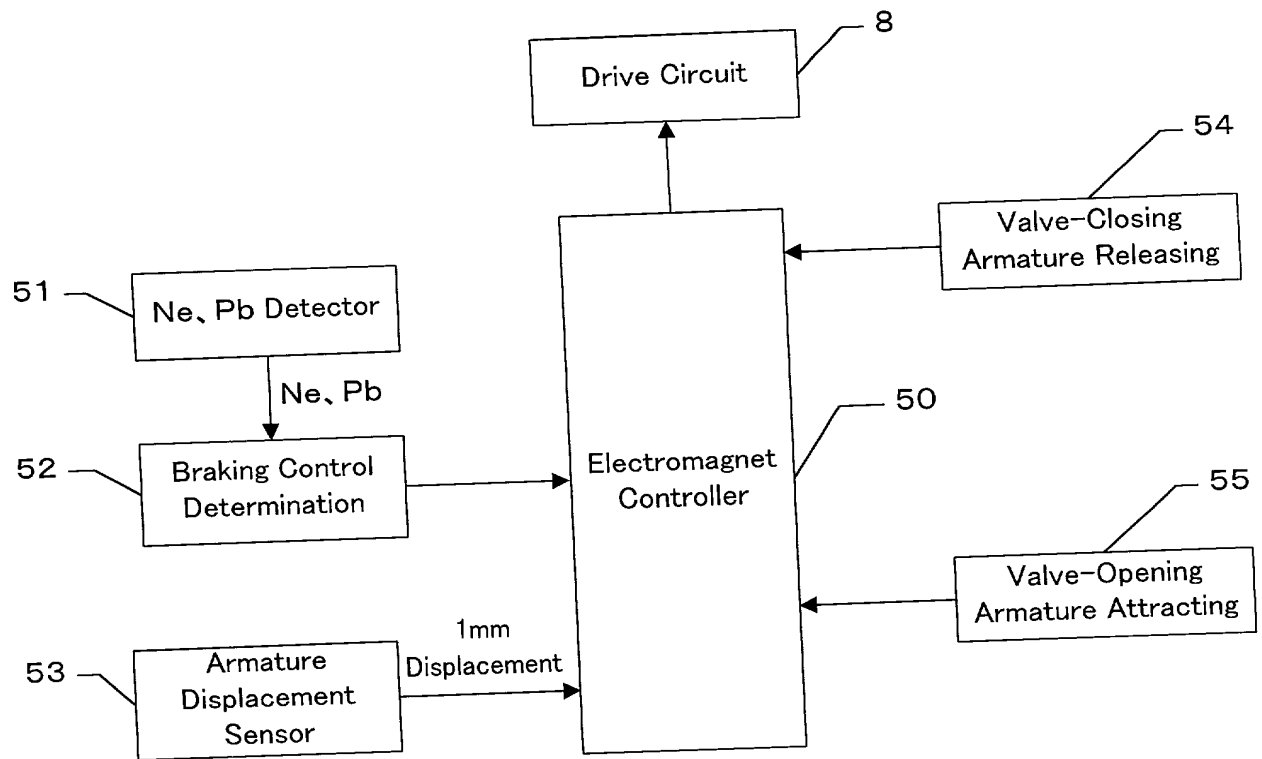 8
Drive Circuit
54
Valve-Closing
Armature Releasing
51
Ne、Pb Detector
Ne、Pb
50
52
Braking Control
Determination
Electromagnet
Controller
55
Valve-Opening
Armature Attracting
1mm
Displacement
53
Armature
Displacement
Sensor